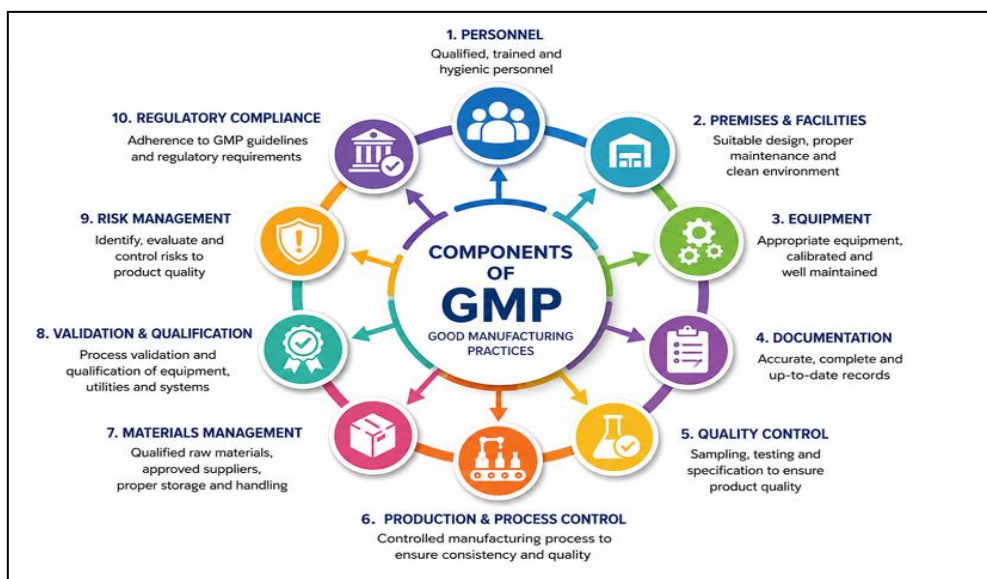 1. PERSONNEL
Qualified, trained and
hygienic personnel
2. PREMISES & FACILITIES
Suitable design, proper
maintenance and
clean environment
3. EQUIPMENT
Appropriate equipment,
calibrated and
well maintained
4. DOCUMENTATION
Accurate, complete and
up-to-date records
5. QUALITY CONTROL
Sampling, testing and
specification to ensure
product quality
6. PRODUCTION & PROCESS CONTROL
Controlled manufacturing process to
ensure consistency and quality
7. MATERIALS MANAGEMENT
Qualified raw materials,
approved suppliers,
proper storage and handling
8. VALIDATION & QUALIFICATION
Process validation and
qualification of equipment,
utilities and systems
9. RISK MANAGEMENT
Identify, evaluate and
control risks to
product quality
10. REGULATORY COMPLIANCE
Adherence to GMP guidelines
and regulatory requirements
COMPONENTS
OF
GMP
GOOD MANUFACTURING
PRACTICES